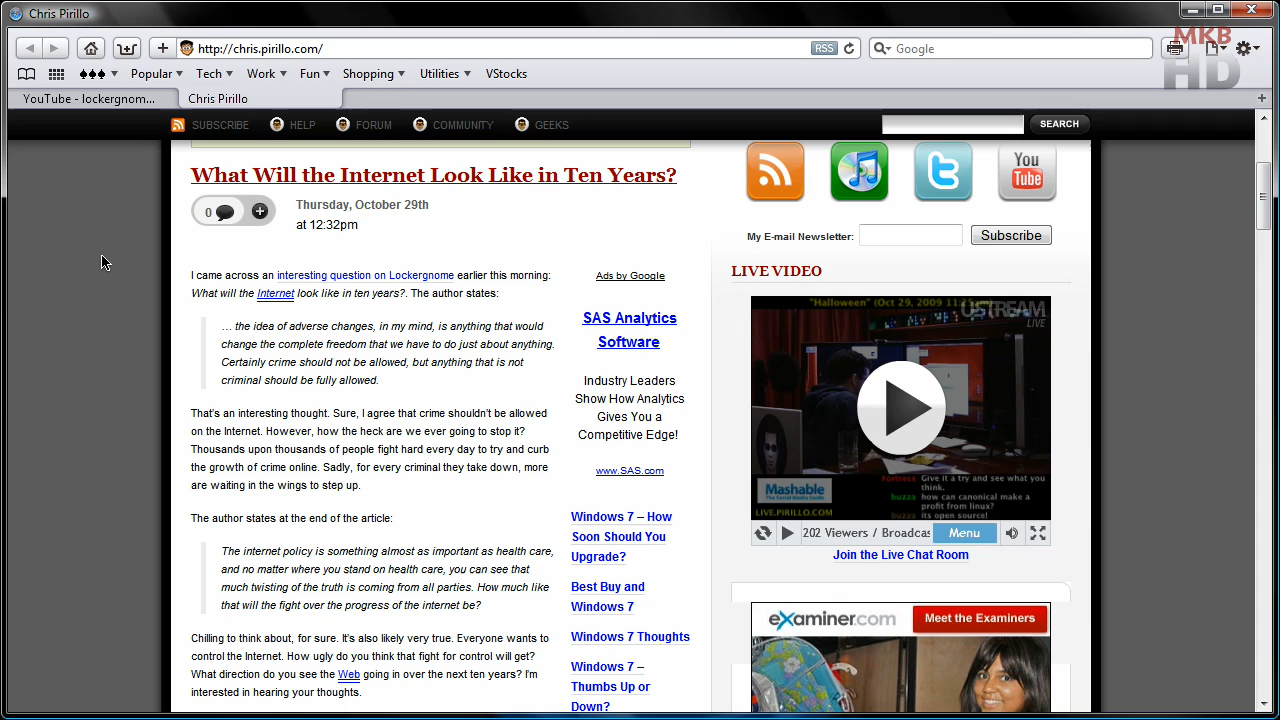 Chris Pirillo
MKB
HD
http://chris.pirillo.com/
RSS
Google
Popular
Tech
Work
Fun
Shopping
Utilities
VStocks
YouTube - lockergnom...
Chris Pirillo
SUBSCRIBE
HELP
FORUM
COMMUNITY
GEEKS
SEARCH
What Will the Internet Look Like in Ten Years?
0
Thursday, October 29th
at 12:32pm
I came across an interesting question on Lockergnome earlier this morning:
What will the Internet look like in ten years?. The author states:
… the idea of adverse changes, in my mind, is anything that would
change the complete freedom that we have to do just about anything.
Certainly crime should not be allowed, but anything that is not
criminal should be fully allowed.
That's an interesting thought. Sure, I agree that crime shouldn't be allowed
on the Internet. However, how the heck are we ever going to stop it?
Thousands upon thousands of people fight hard every day to try and curb
the growth of crime online. Sadly, for every criminal they take down, more
are waiting in the wings to step up.
The author states at the end of the article:
The internet policy is something almost as important as health care,
and no matter where you stand on health care, you can see that
much twisting of the truth is coming from all parties. How much like
that will the fight over the progress of the internet be?
Chilling to think about, for sure. It's also likely very true. Everyone wants to
control the Internet. How ugly do you think that fight for control will get?
What direction do you see the Web going in over the next ten years? I'm
interested in hearing your thoughts.
Ads by Google
SAS Analytics
Software
Industry Leaders
Show How Analytics
Gives You a
Competitive Edge!
www.SAS.com
Windows 7 – How
Soon Should You
Upgrade?
Best Buy and
Windows 7
Windows 7 Thoughts
Windows 7 –
Thumbs Up or
Down?
You
Tube
My E-mail Newsletter:
Subscribe
LIVE VIDEO
"Halloween" (Oct 29, 2009 11:25
USTREAM
LIVE
Mashable
The Social Media Guide
LIVE.PIRILLO.COM
Fortress Give it a try and see what you
think.
buzza how can canonical make a
profit from linux?
buzza its open source!
202 Viewers / Broadcas
Menu
Join the Live Chat Room
examiner.com
Meet the Examiners